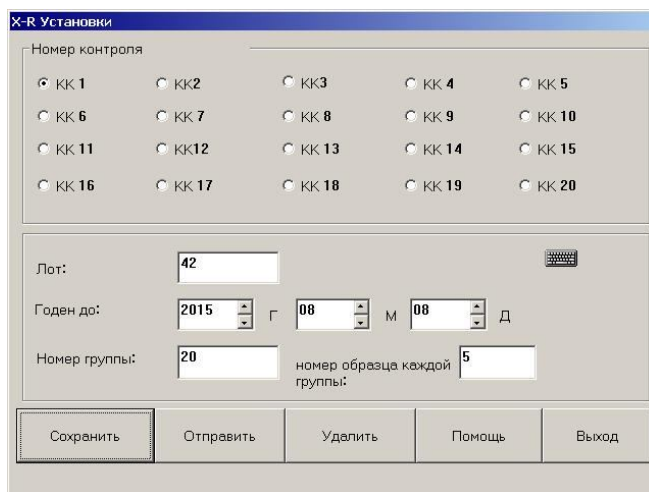 X-R Установки
Номер контроля
КК 1 КК2 КК3 КК 4 КК 5
КК 6 КК 7 КК 8 КК 9 КК 10
КК 11 КК12 КК 13 КК 14 КК 15
КК 16 КК 17 КК 18 КК 19 КК 20
Лот: 42
Годен до: 2015 Г 08 М 08 Д
Номер группы: 20 номер образца каждой 5
группы:
Сохранить Отправить Удалить Помощь Выход